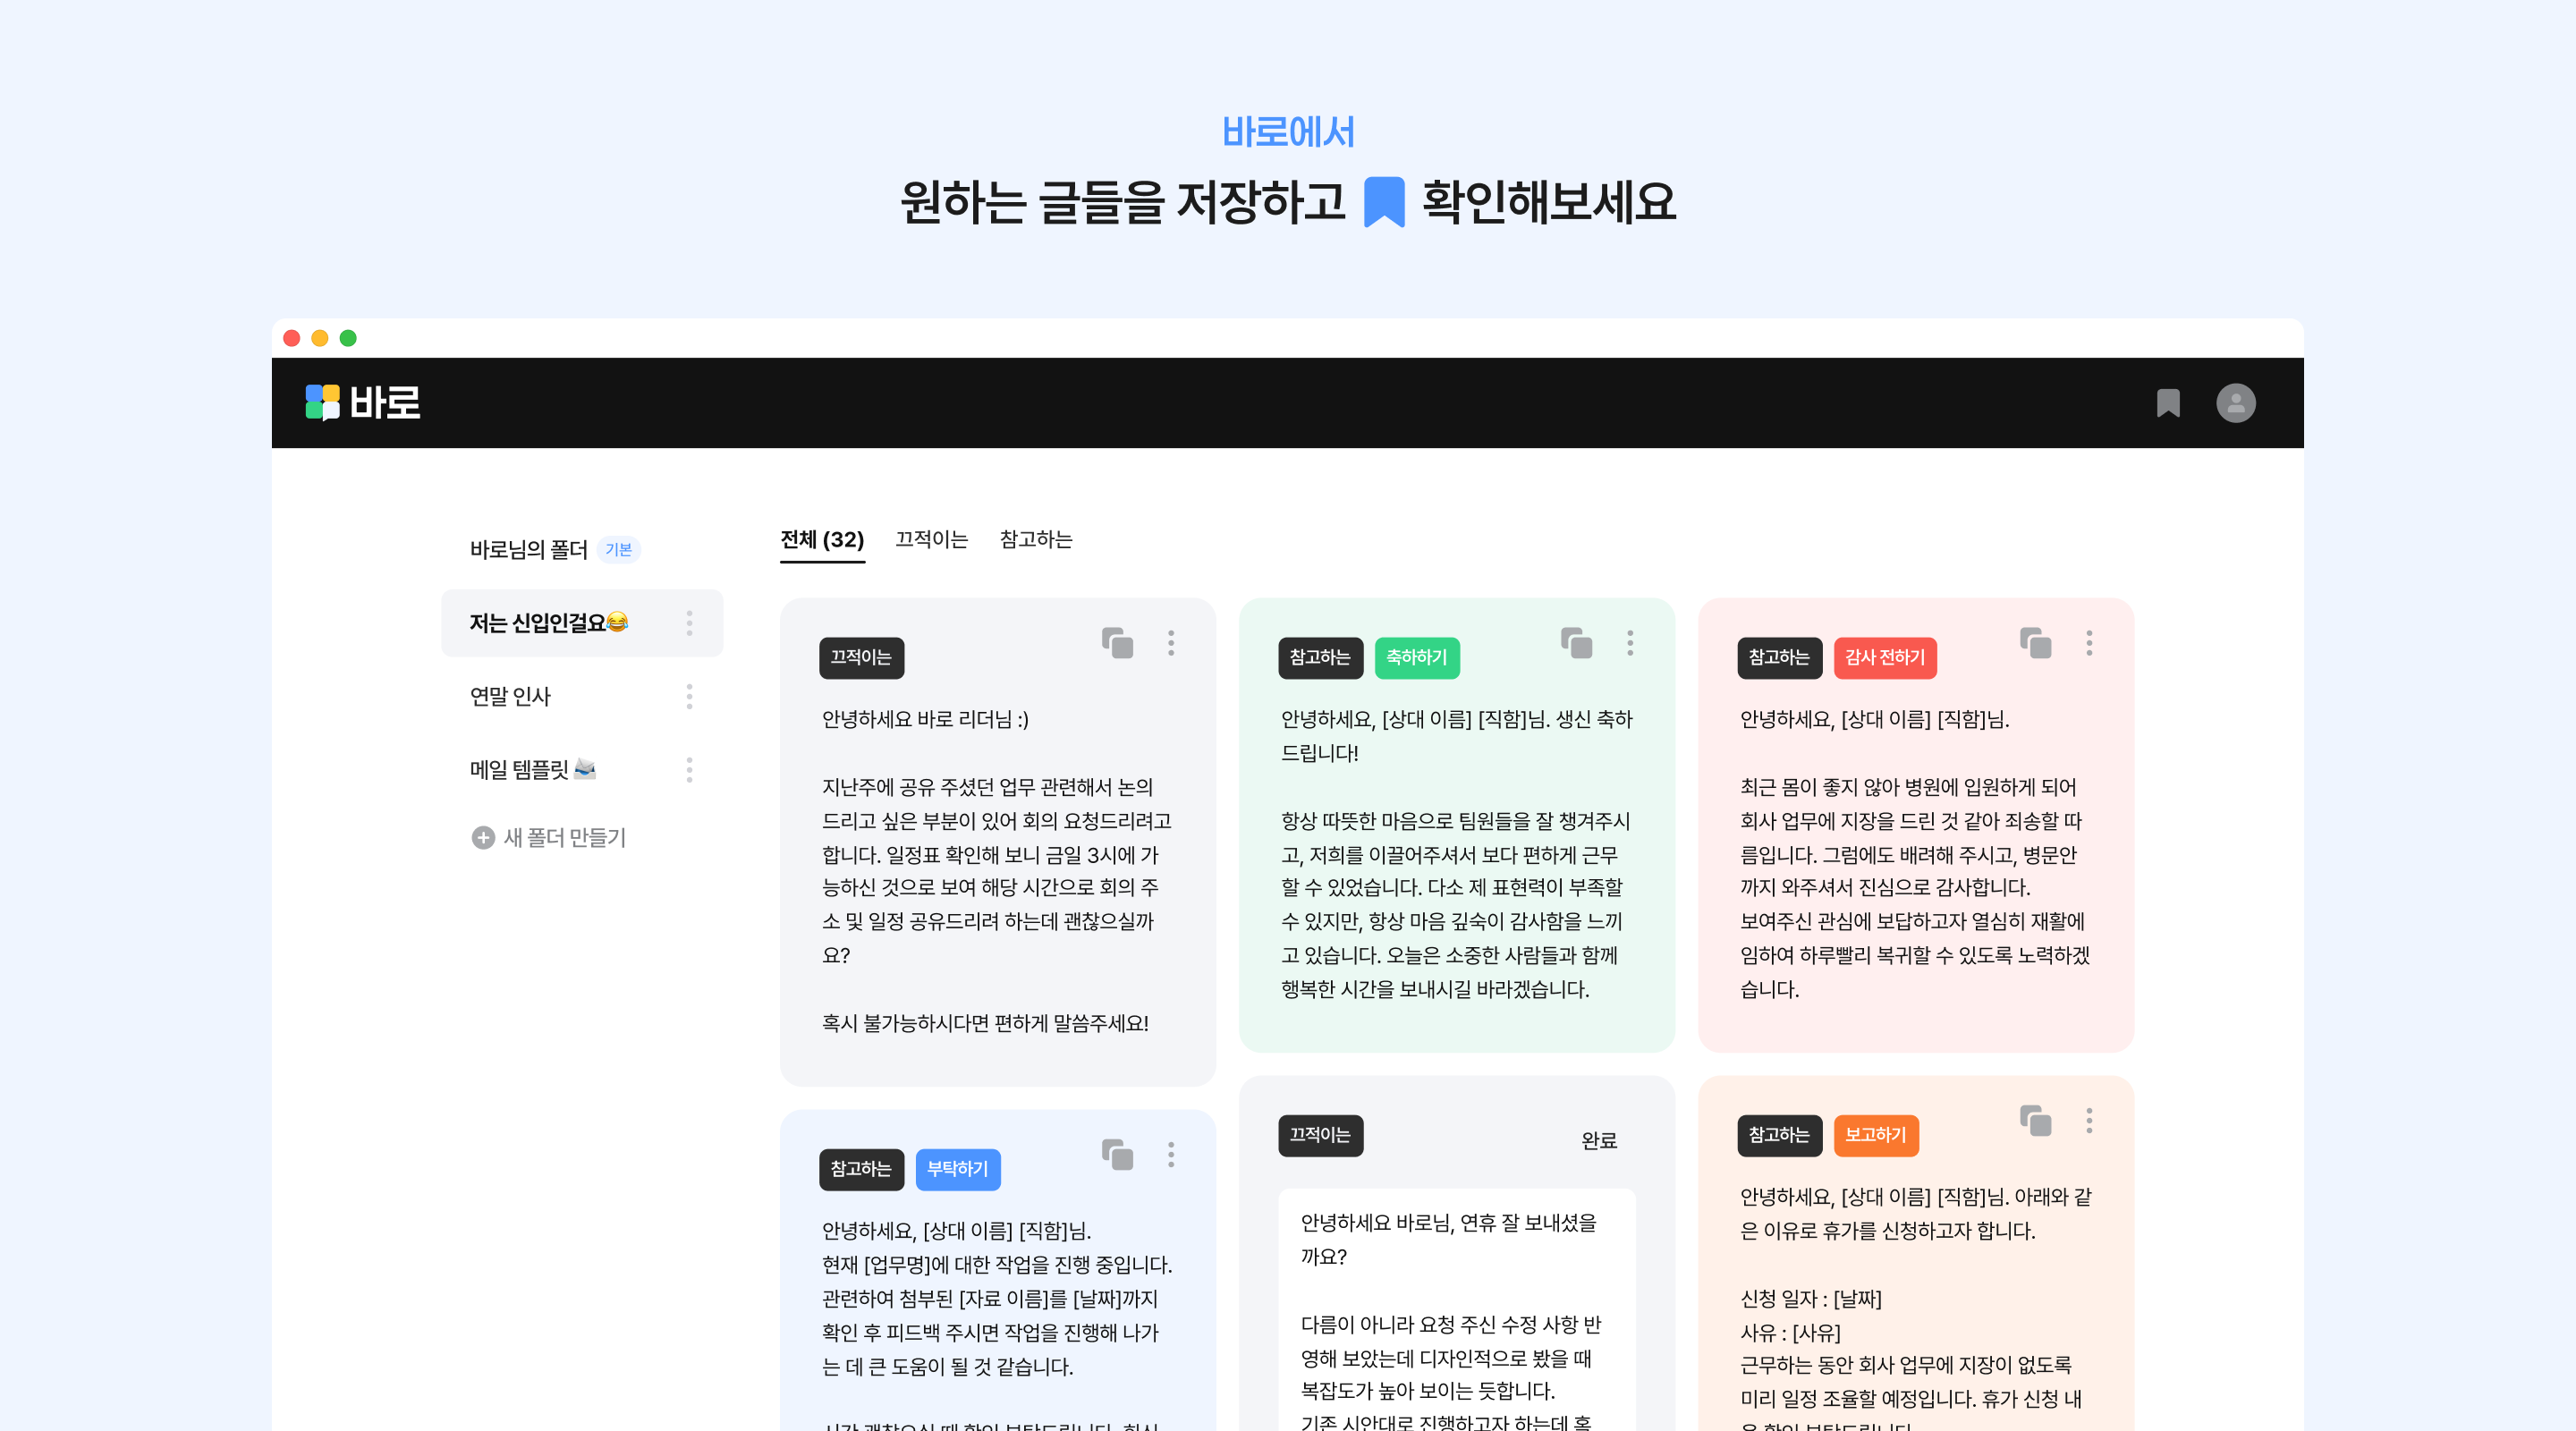 바로에서
원하는 글들을 저장하고 확인해보세요
바로
바로님의 폴더 기본
저는 신입인걸요😂
연말 인사
메일 템플릿
새 폴더 만들기
전체 (32) 끄적이는 참고하는
끄적이는
안녕하세요 바로 리더님 :)
지난주에 공유 주셨던 업무 관련해서 논의
드리고 싶은 부분이 있어 회의 요청드리려고
합니다. 일정표 확인해 보니 금일 3시에 가
능하신 것으로 보여 해당 시간으로 회의 주
소 및 일정 공유드리려 하는데 괜찮으실까
요?
혹시 불가능하시다면 편하게 말씀주세요!
참고하는 축하하기
안녕하세요, [상대 이름] [직함]님. 생신 축하
드립니다!
항상 따뜻한 마음으로 팀원들을 잘 챙겨주시
고, 저희를 이끌어주셔서 보다 편하게 근무
할 수 있었습니다. 다소 제 표현력이 부족할
수 있지만, 항상 마음 깊숙이 감사함을 느끼
고 있습니다. 오늘은 소중한 사람들과 함께
행복한 시간을 보내시길 바라겠습니다.
참고하는 감사 전하기
안녕하세요, [상대 이름] [직함]님.
최근 몸이 좋지 않아 병원에 입원하게 되어
회사 업무에 지장을 드린 것 같아 죄송할 따
름입니다. 그럼에도 배려해 주시고, 병문안
까지 와주셔서 진심으로 감사합니다.
보여주신 관심에 보답하고자 열심히 재활에
임하여 하루빨리 복귀할 수 있도록 노력하겠
습니다.
참고하는 부탁하기
안녕하세요, [상대 이름] [직함]님.
현재 [업무명]에 대한 작업을 진행 중입니다.
관련하여 첨부된 [자료 이름]를 [날짜]까지
확인 후 피드백 주시면 작업을 진행해 나가
는 데 큰 도움이 될 것 같습니다.
끄적이는 완료
안녕하세요 바로님, 연휴 잘 보내셨을
까요?
다름이 아니라 요청 주신 수정 사항 반
영해 보았는데 디자인적으로 봤을 때
복잡도가 높아 보이는 듯합니다.
기존 시안대로 진행하고자 하는데 혹
참고하는 보고하기
안녕하세요, [상대 이름] [직함]님. 아래와 같
은 이유로 휴가를 신청하고자 합니다.
신청 일자 : [날짜]
사유 : [사유]
근무하는 동안 회사 업무에 지장이 없도록
미리 일정 조율할 예정입니다. 휴가 신청 내